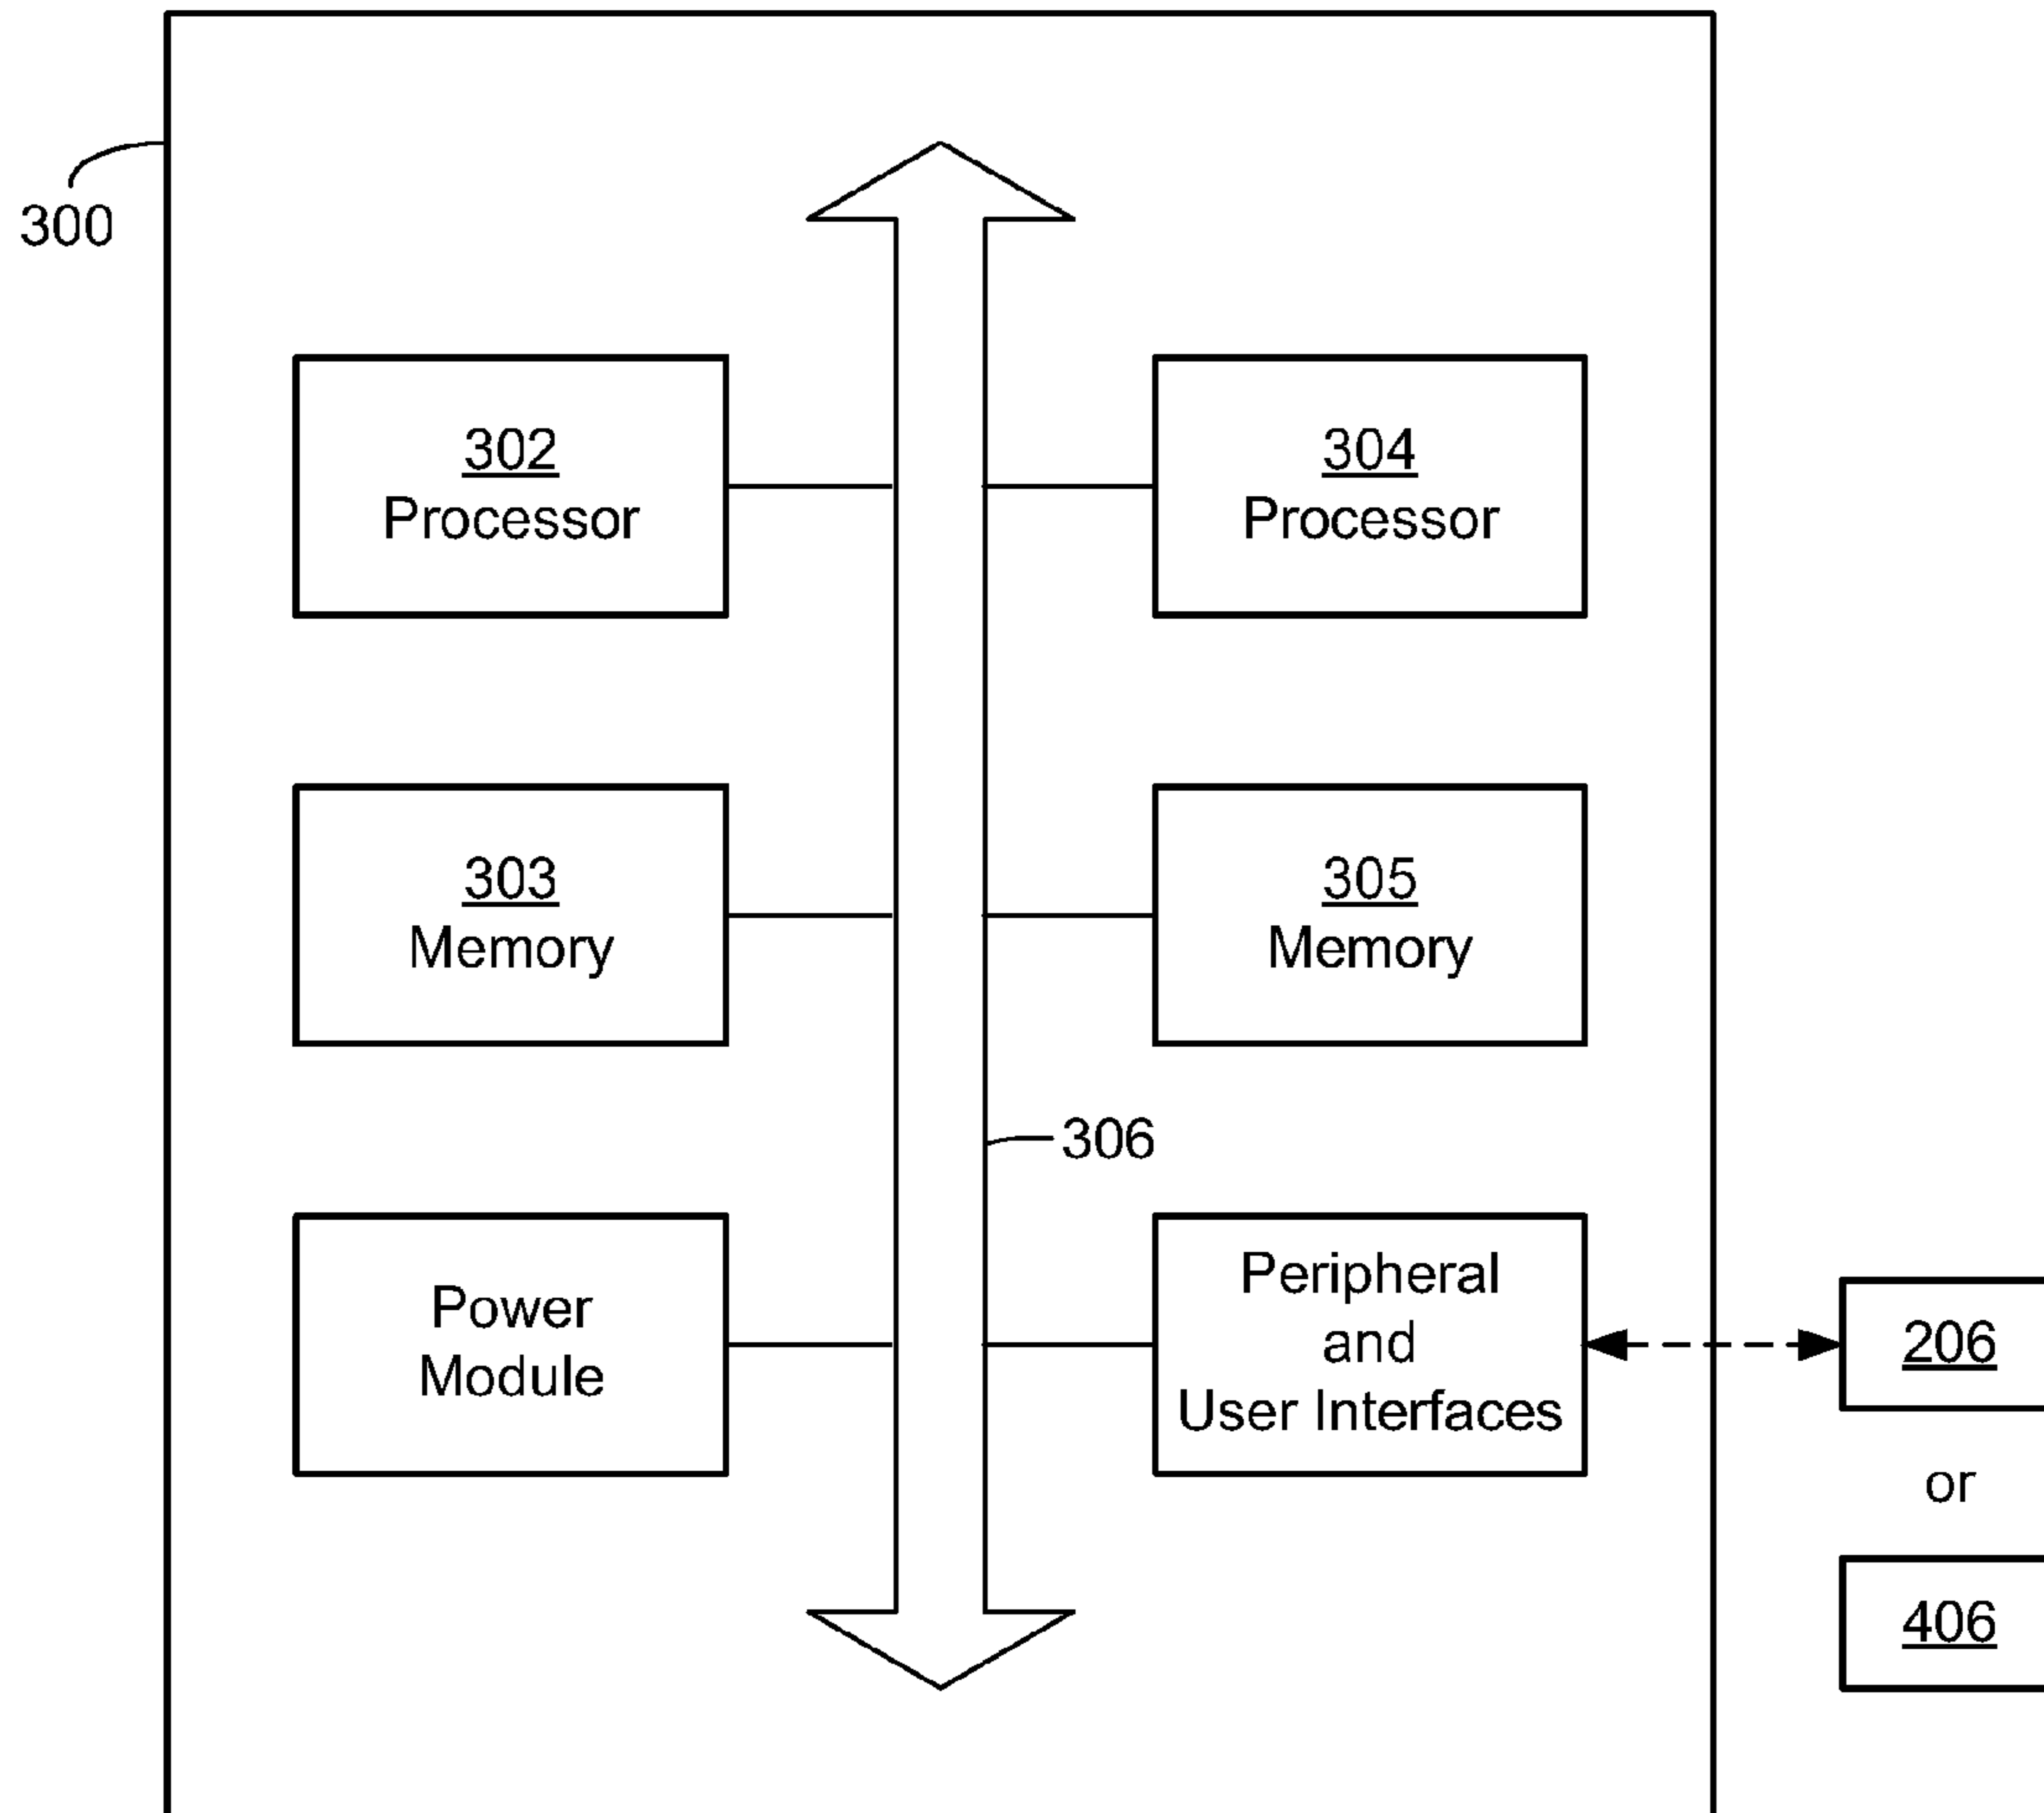 300
302
Processor
304
Processor
303
Memory
305
Memory
306
Power
Module
Peripheral
and
User Interfaces
206
or
406